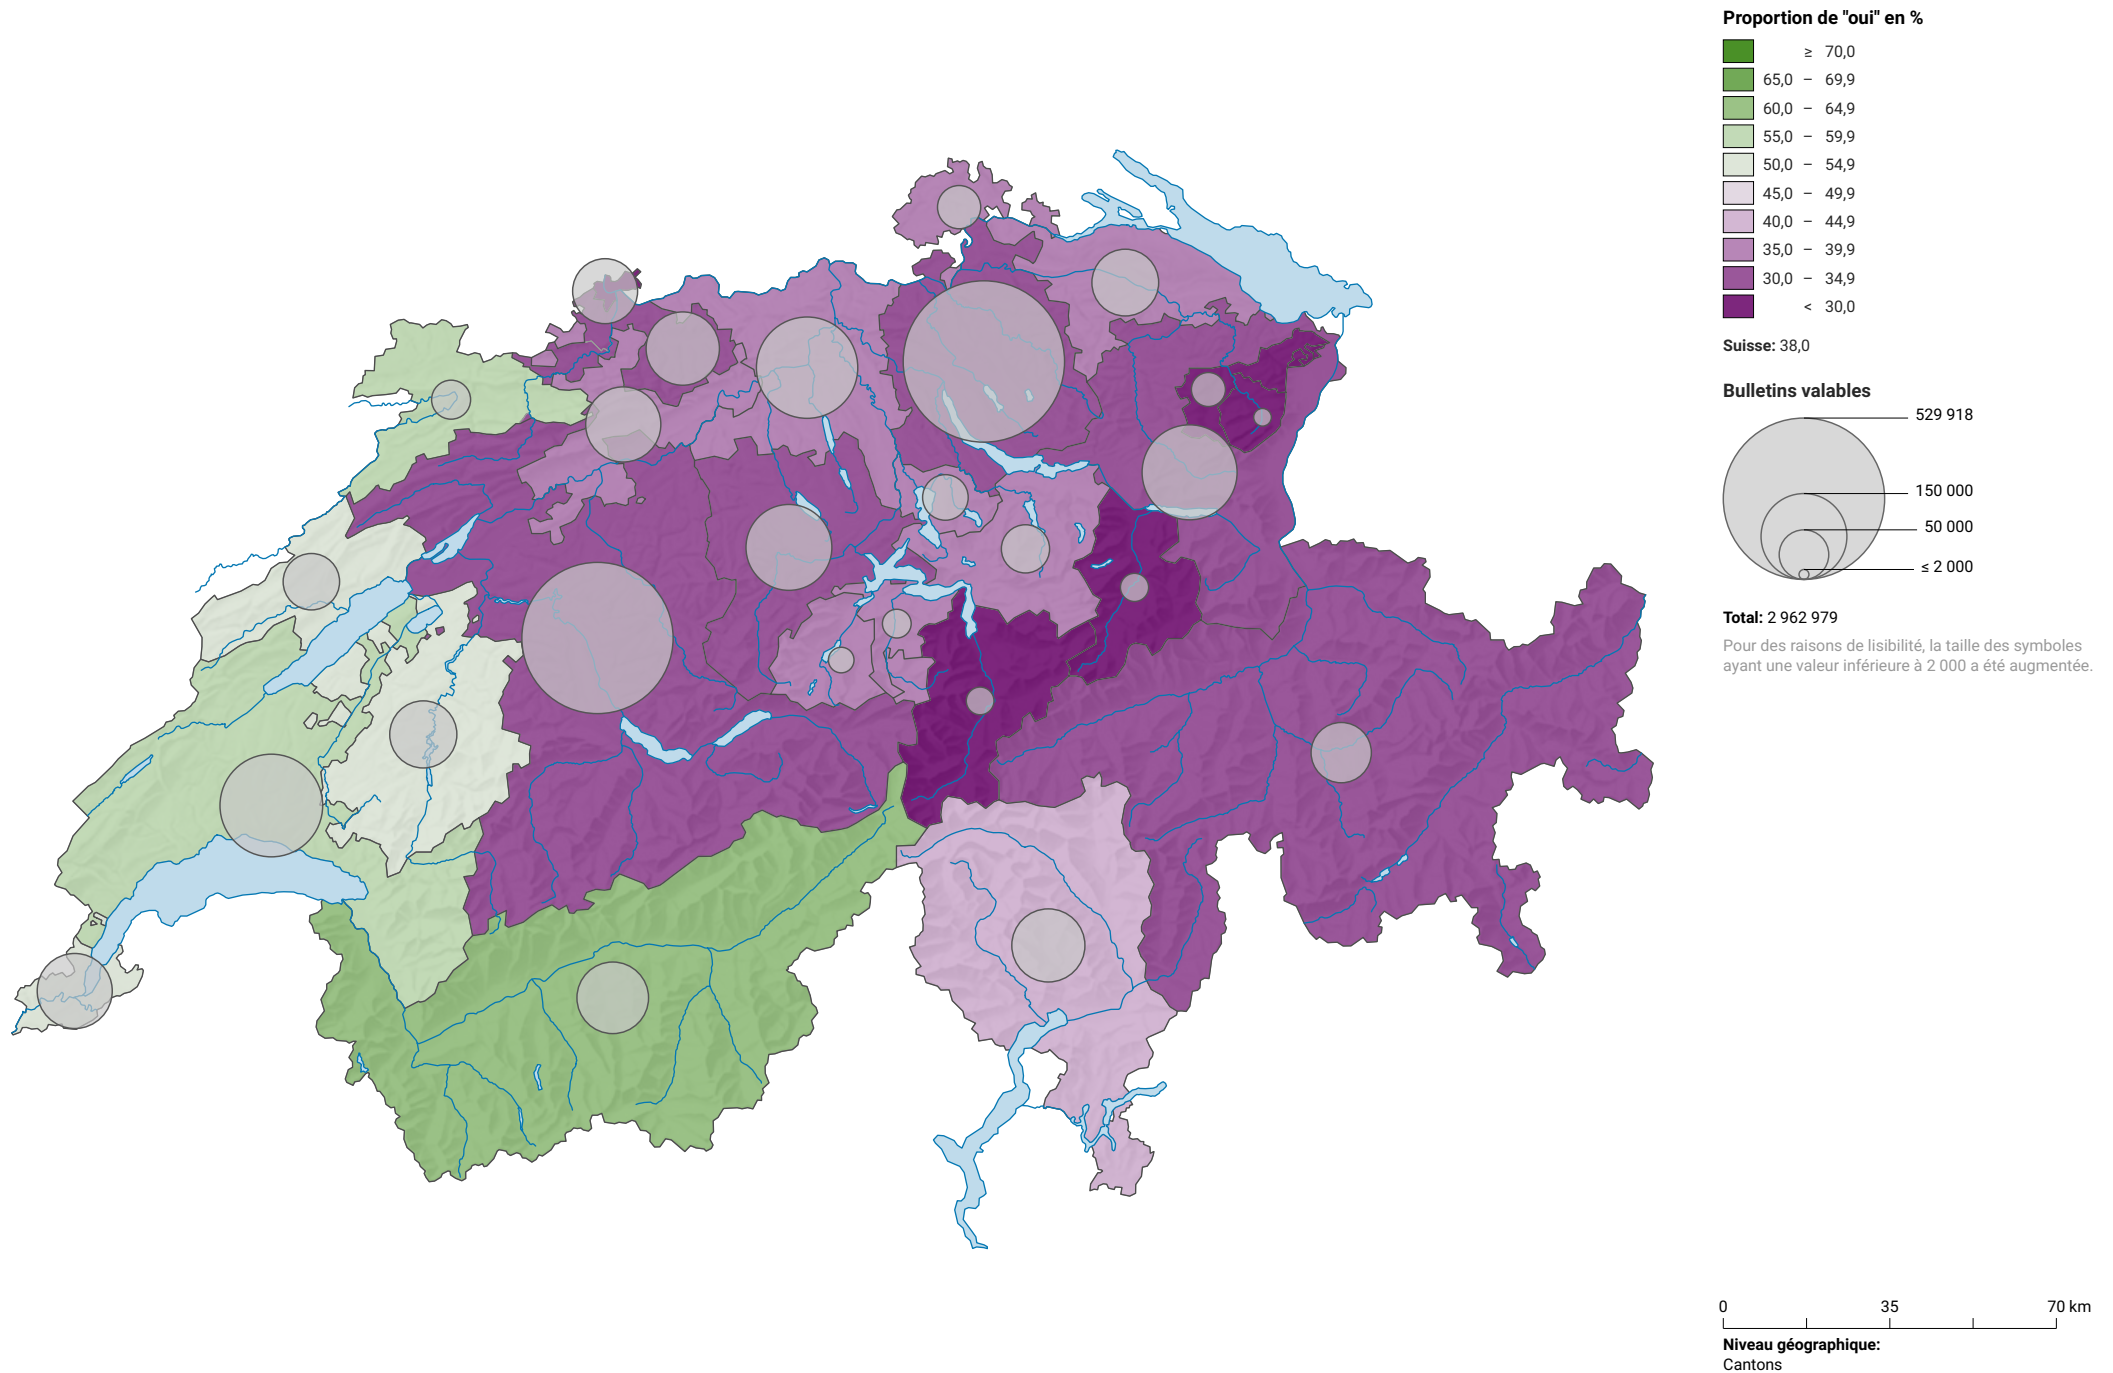 Proportion de "oui" en %
≥ 70,0
65,0 – 69,9
60,0 – 64,9
55,0 – 59,9
50,0 – 54,9
45,0 – 49,9
40,0 – 44,9
35,0 – 39,9
30,0 – 34,9
< 30,0
Suisse: 38,0
Bulletins valables
529 918
150 000
50 000
≤ 2 000
Total: 2 962 979
Pour des raisons de lisibilité, la taille des symboles
ayant une valeur inférieure à 2 000 a été augmentée.
0 35 70 km
Niveau géographique:
Cantons